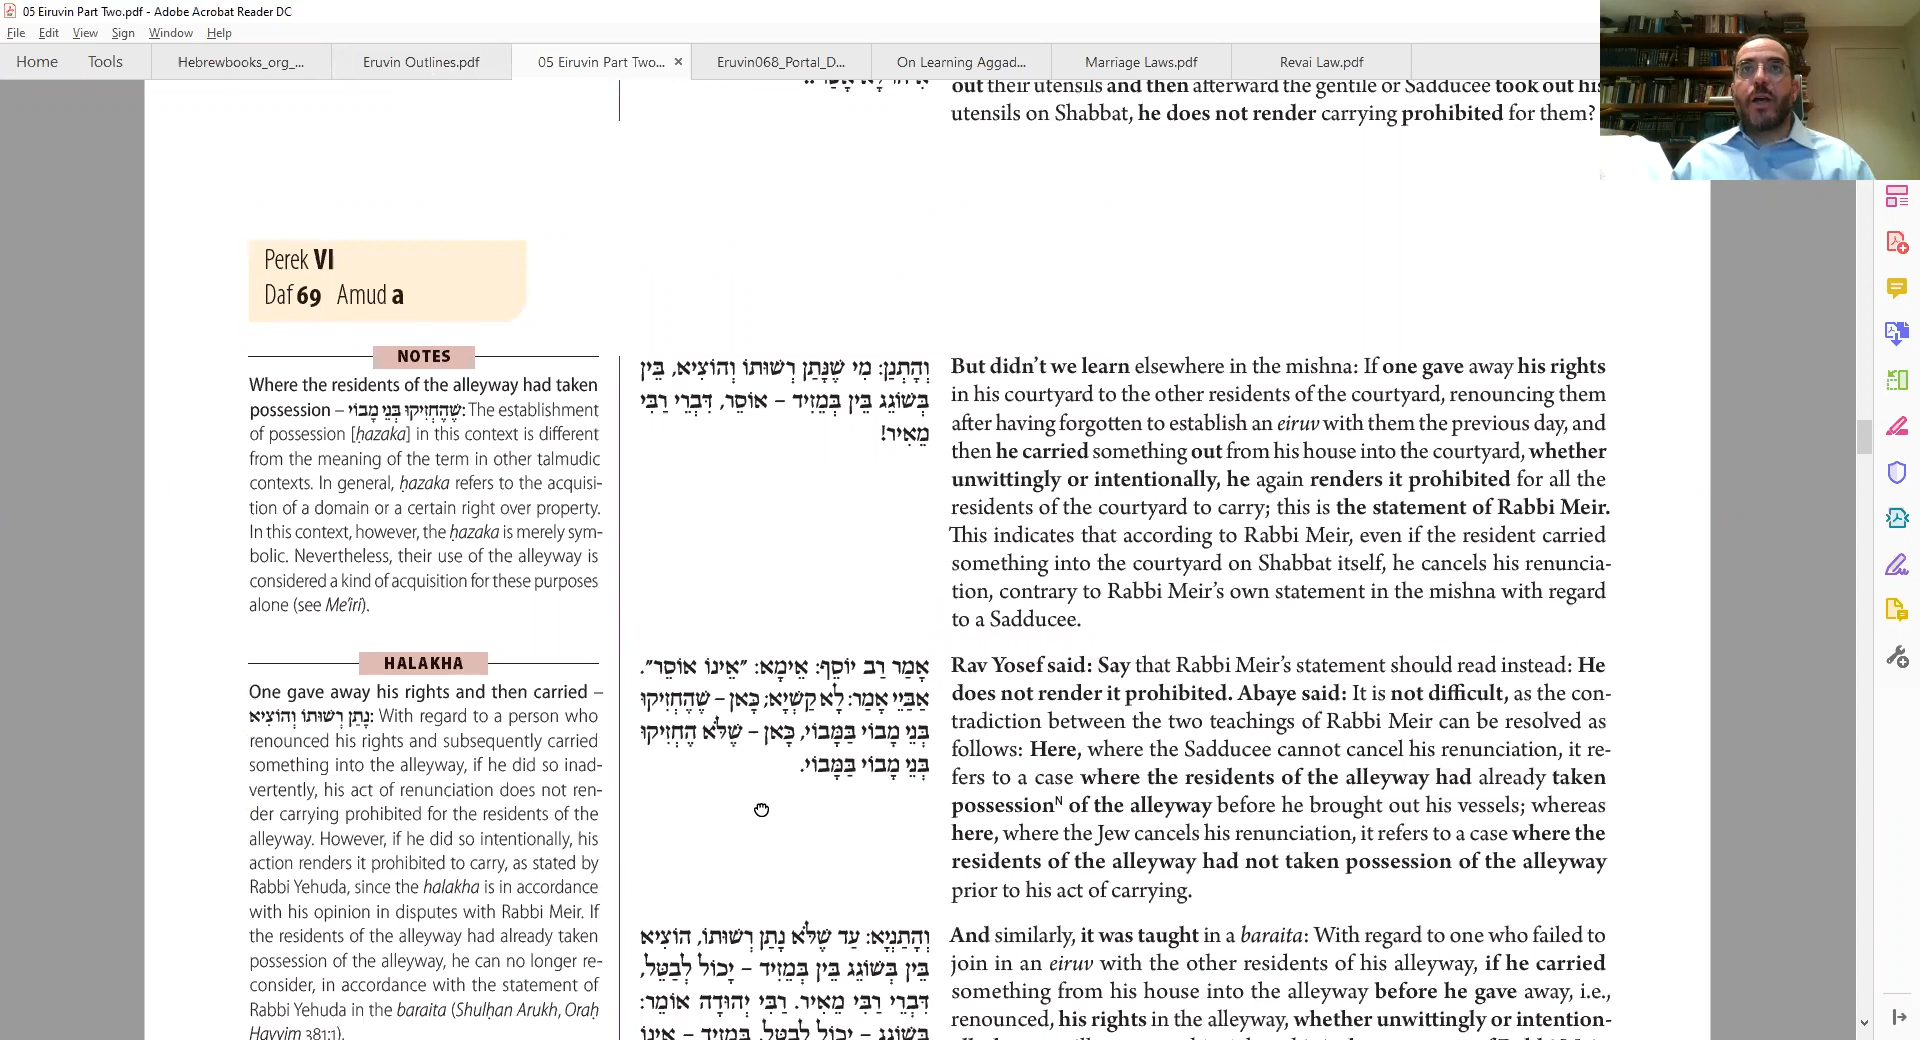 05 Eiruvin Part Two.pdf - Adobe Acrobat Reader DC
File Edit View Sign Window Help
Home Tools Hebrewbooks_org_... Eruvin Outlines.pdf 05 Eiruvin Part Two... × Eruvin068_Portal_D... On Learning Aggad... Marriage Laws.pdf Revai Law.pdf
out their utensils and then afterward the gentile or Sadducee took out his
utensils on Shabbat, he does not render carrying prohibited for them?
Perek VI
Daf 69 Amud a
NOTES
Where the residents of the alleyway had taken
possession – שֶׁהֶחְזִיקוּ בְּנֵי מָבוֹי: The establishment
of possession [ḥazaka] in this context is different
from the meaning of the term in other talmudic
contexts. In general, ḥazaka refers to the acquisi-
tion of a domain or a certain right over property.
In this context, however, the ḥazaka is merely sym-
bolic. Nevertheless, their use of the alleyway is
considered a kind of acquisition for these purposes
alone (see Me'iri).
HALAKHA
One gave away his rights and then carried –
נָתַן רְשׁוּתוֹ וְהוֹצִיא: With regard to a person who
renounced his rights and subsequently carried
something into the alleyway, if he did so inad-
vertently, his act of renunciation does not ren-
der carrying prohibited for the residents of the
alleyway. However, if he did so intentionally, his
action renders it prohibited to carry, as stated by
Rabbi Yehuda, since the halakha is in accordance
with his opinion in disputes with Rabbi Meir. If
the residents of the alleyway had already taken
possession of the alleyway, he can no longer re-
consider, in accordance with the statement of
Rabbi Yehuda in the baraita (Shulḥan Arukh, Oraḥ
Ḥayyim 381:1).
וְהָתְנַן: מִי שֶׁנָּתַן רְשׁוּתוֹ וְהוֹצִיא, בֵּין
בְּשׁוֹגֵג בֵּין בְּמֵזִיד – אוֹסֵר, דִּבְרֵי רַבִּי
מֵאִיר!
אָמַר רַב יוֹסֵף: אֵימָא: "אֵינוֹ אוֹסֵר".
אַבַּיֵי אָמַר: לָא קַשְׁיָא; כָּאן – שֶׁהֶחְזִיקוּ
בְּנֵי מָבוֹי בַּמָּבוֹי, כָּאן – שֶׁלֹּא הֶחְזִיקוּ
בְּנֵי מָבוֹי בַּמָּבוֹי.
וְהָתַנְיָא: עַד שֶׁלֹּא נָתַן רְשׁוּתוֹ, הוֹצִיא
בֵּין בְּשׁוֹגֵג בֵּין בְּמֵזִיד – יָכוֹל לְבַטֵּל,
דִּבְרֵי רַבִּי מֵאִיר. רַבִּי יְהוּדָה אוֹמֵר:
בְּשׁוֹגֵג – יָכוֹל לְבַטֵּל, בְּמֵזִיד – אֵינוֹ
But didn't we learn elsewhere in the mishna: If one gave away his rights
in his courtyard to the other residents of the courtyard, renouncing them
after having forgotten to establish an eiruv with them the previous day, and
then he carried something out from his house into the courtyard, whether
unwittingly or intentionally, he again renders it prohibited for all the
residents of the courtyard to carry; this is the statement of Rabbi Meir.
This indicates that according to Rabbi Meir, even if the resident carried
something into the courtyard on Shabbat itself, he cancels his renuncia-
tion, contrary to Rabbi Meir's own statement in the mishna with regard
to a Sadducee.
Rav Yosef said: Say that Rabbi Meir's statement should read instead: He
does not render it prohibited. Abaye said: It is not difficult, as the con-
tradiction between the two teachings of Rabbi Meir can be resolved as
follows: Here, where the Sadducee cannot cancel his renunciation, it re-
fers to a case where the residents of the alleyway had already taken
possessionᴺ of the alleyway before he brought out his vessels; whereas
here, where the Jew cancels his renunciation, it refers to a case where the
residents of the alleyway had not taken possession of the alleyway
prior to his act of carrying.
And similarly, it was taught in a baraita: With regard to one who failed to
join in an eiruv with the other residents of his alleyway, if he carried
something from his house into the alleyway before he gave away, i.e.,
renounced, his rights in the alleyway, whether unwittingly or intention-